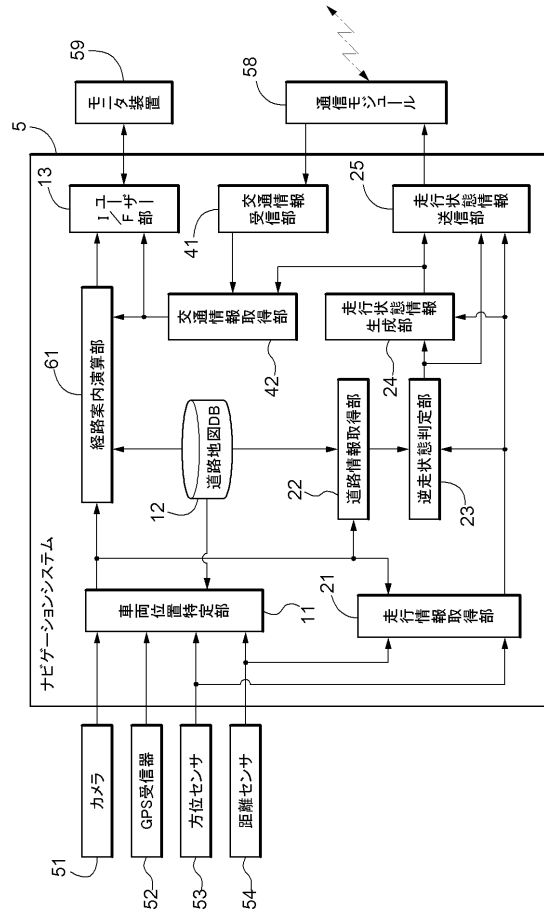 ナビゲーションシステム
5
カメラ
51
GPS受信器
52
方位センサ
53
距離センサ
54
車両位置特定部
11
走行情報取得部
21
経路案内演算部
61
道路地図DB
12
道路情報取得部
22
逆走状態判定部
23
交通情報取得部
42
走行状態情報
生成部
24
ユーザー
I/F部
13
交通情報
受信部
41
走行状態情報
送信部
25
モニタ装置
59
通信モジュール
58